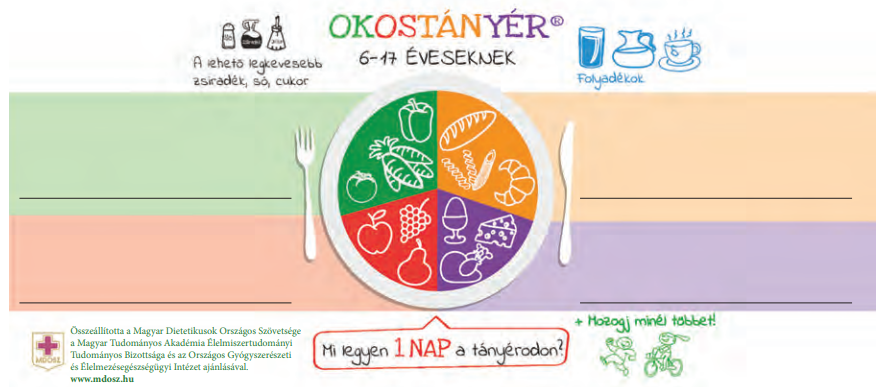 OKOSTÁNYÉR®
6-17 ÉVESEKNEK
A lehető legkevesebb
zsiradék, só, cukor
Folyadékok
+ Mozogj minél többet!
Mi legyen 1 NAP a tányérodon?
MDOSZ
Összeállította a Magyar Dietetikusok Országos Szövetsége
a Magyar Tudományos Akadémia Élelmiszertudományi
Tudományos Bizottsága és az Országos Gyógyszerészeti
és Élelmezésegészségügyi Intézet ajánlásával.
www.mdosz.hu